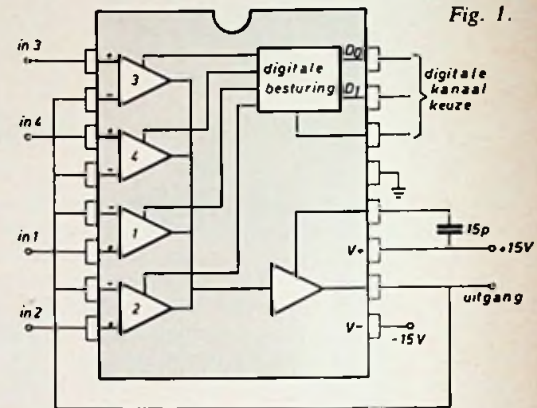 Fig. 1.
in 3
+
3
-
in 4
+
4
-
-
1
in 1
+
-
2
in 2
+
digitale
besturing
D0
D1
digitale
kanaal
keuze
15p
V+
+15V
uitgang
V-
-15V